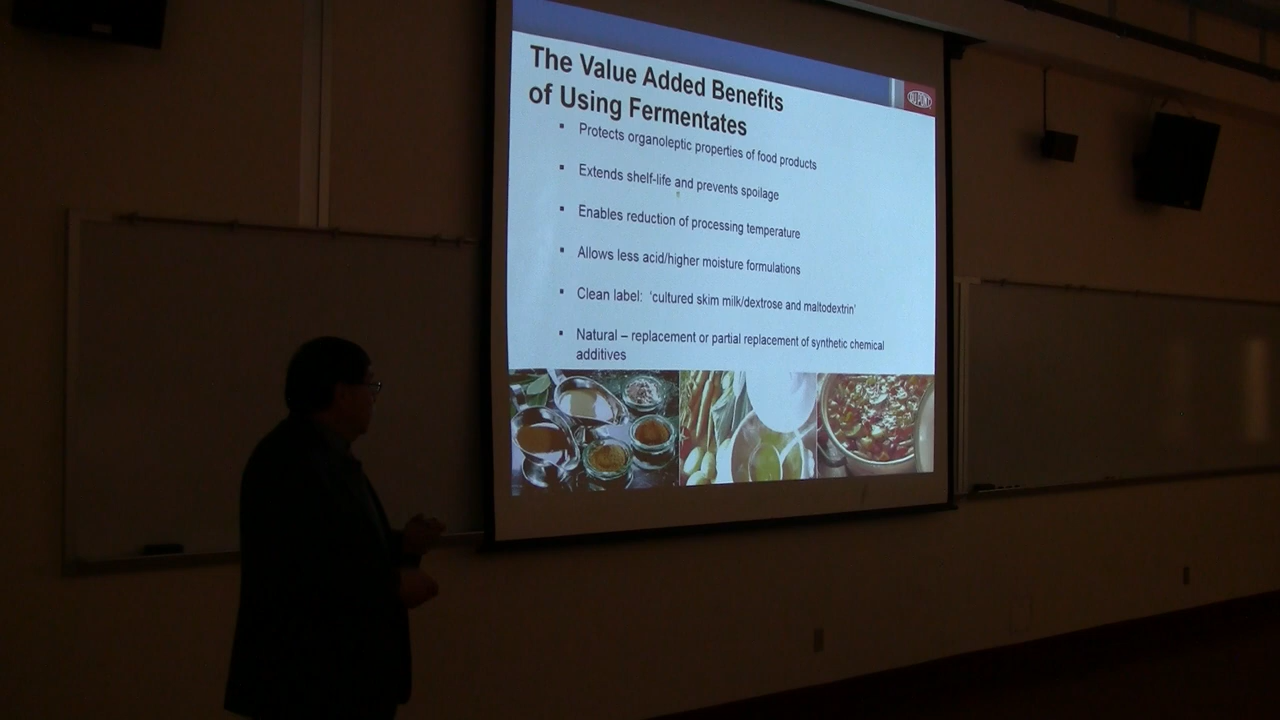 The Value Added Benefits
of Using Fermentates
DU PONT
▪ Protects organoleptic properties of food products
▪ Extends shelf-life and prevents spoilage
▪ Enables reduction of processing temperature
▪ Allows less acid/higher moisture formulations
▪ Clean label: ‘cultured skim milk/dextrose and maltodextrin’
▪ Natural – replacement or partial replacement of synthetic chemical
additives